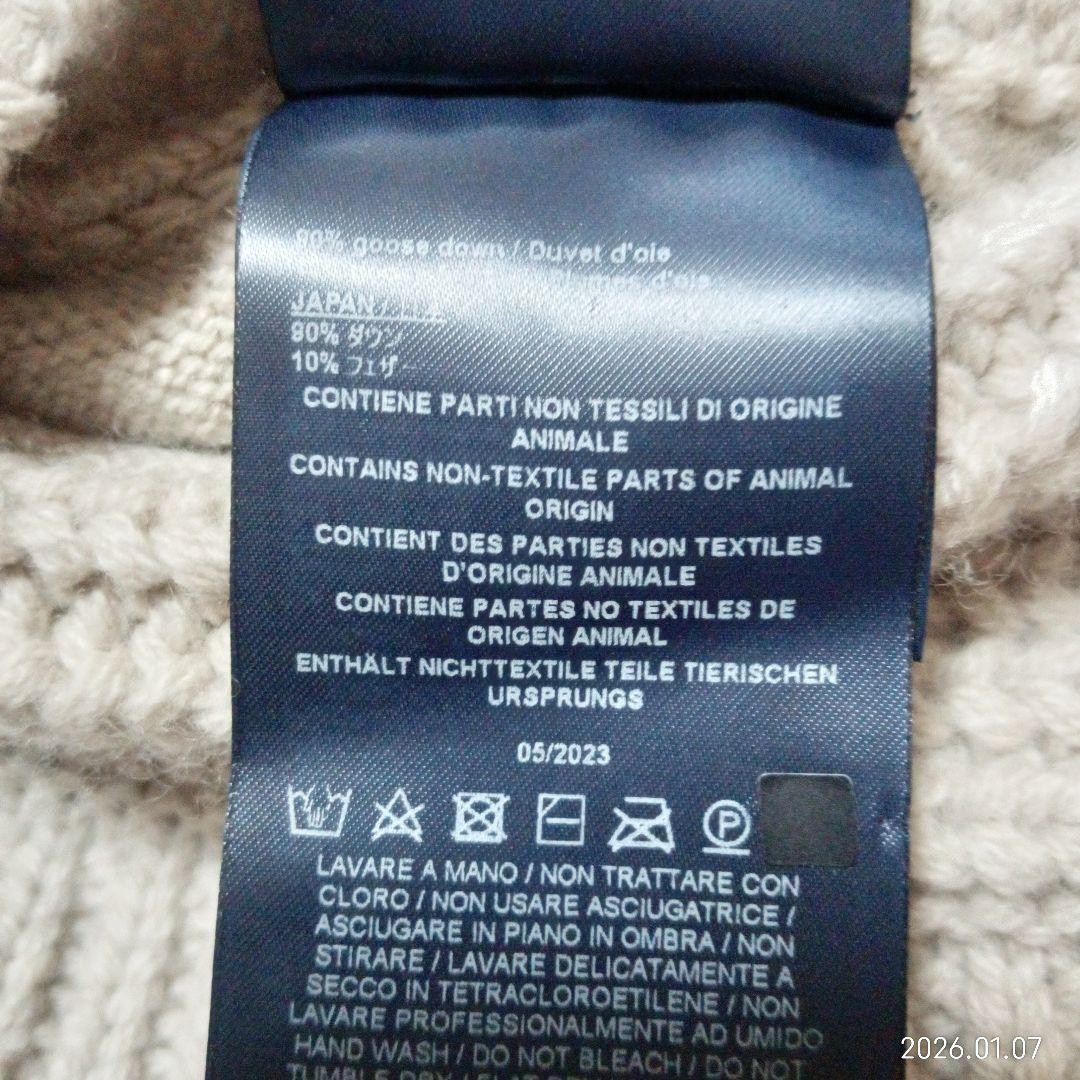 90% goose down / Duvet d'oie
d'oie
JAPAN /
90% ダウン
10% フェザー
CONTIENE PARTI NON TESSILI DI ORIGINE
ANIMALE
CONTAINS NON-TEXTILE PARTS OF ANIMAL
ORIGIN
CONTIENT DES PARTIES NON TEXTILES
D'ORIGINE ANIMALE
CONTIENE PARTES NO TEXTILES DE
ORIGEN ANIMAL
ENTHÄLT NICHTTEXTILE TEILE TIERISCHEN
URSPRUNGS
05/2023
P
LAVARE A MANO / NON TRATTARE CON
CLORO / NON USARE ASCIUGATRICE /
ASCIUGARE IN PIANO IN OMBRA / NON
STIRARE / LAVARE DELICATAMENTE A
SECCO IN TETRACLOROETILENE / NON
LAVARE PROFESSIONALMENTE AD UMIDO
HAND WASH / DO NOT BLEACH / DO NOT
TUMBLE DRY / FLAT
2026.01.07